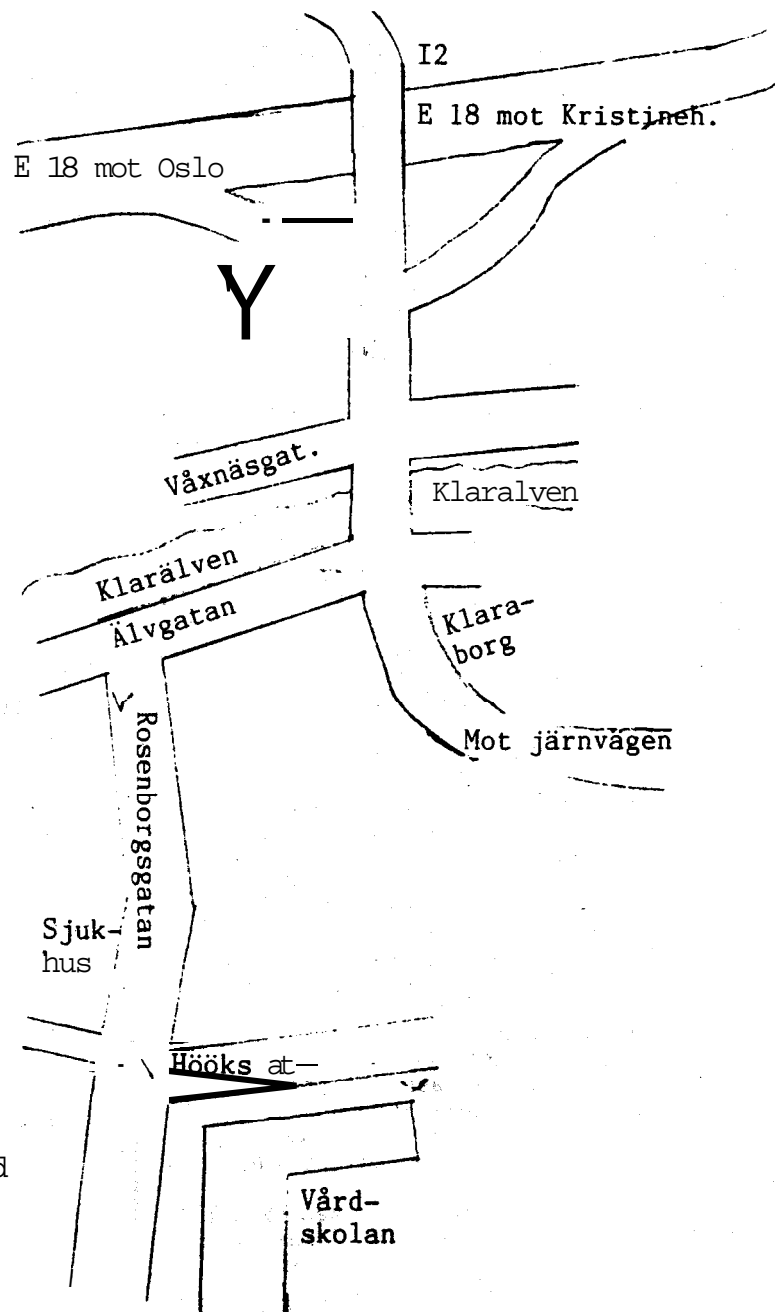 I2
E 18 mot Kristineh.
E 18 mot Oslo
Y
Våxnäsgat.
Klaralven
Klarälven
Älvgatan
Klara-
borg
Rosenborgsgatan
Mot järnvägen
Sjuk-
hus
Hööks at—
d
Vård-
skolan